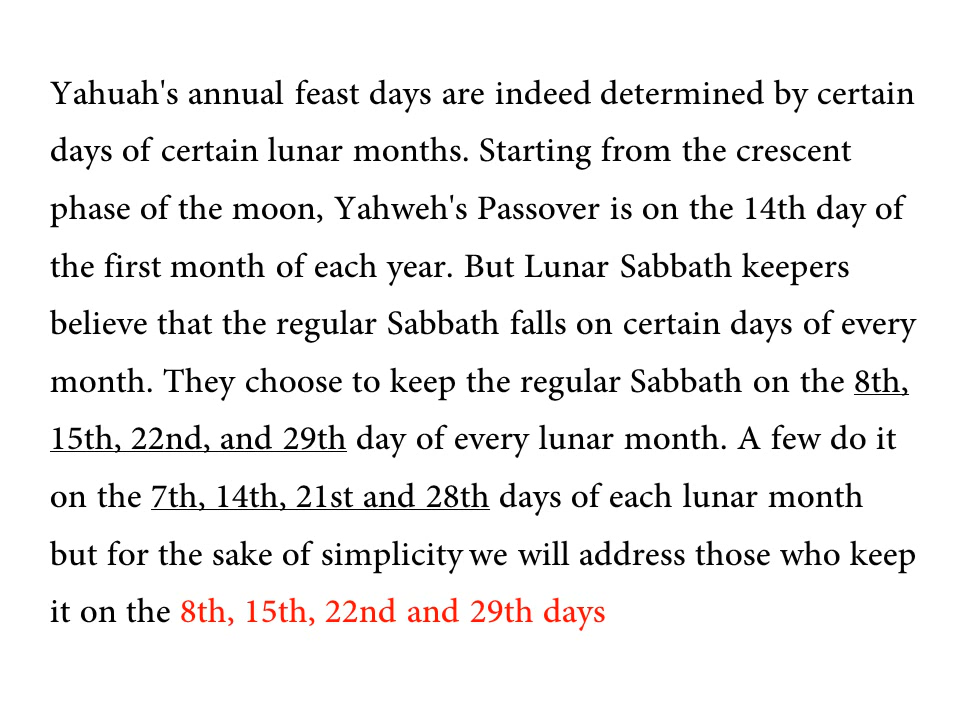 Yahuah's annual feast days are indeed determined by certain
days of certain lunar months. Starting from the crescent
phase of the moon, Yahweh's Passover is on the 14th day of
the first month of each year. But Lunar Sabbath keepers
believe that the regular Sabbath falls on certain days of every
month. They choose to keep the regular Sabbath on the 8th,
15th, 22nd, and 29th day of every lunar month. A few do it
on the 7th, 14th, 21st and 28th days of each lunar month
but for the sake of simplicity we will address those who keep
it on the 8th, 15th, 22nd and 29th days